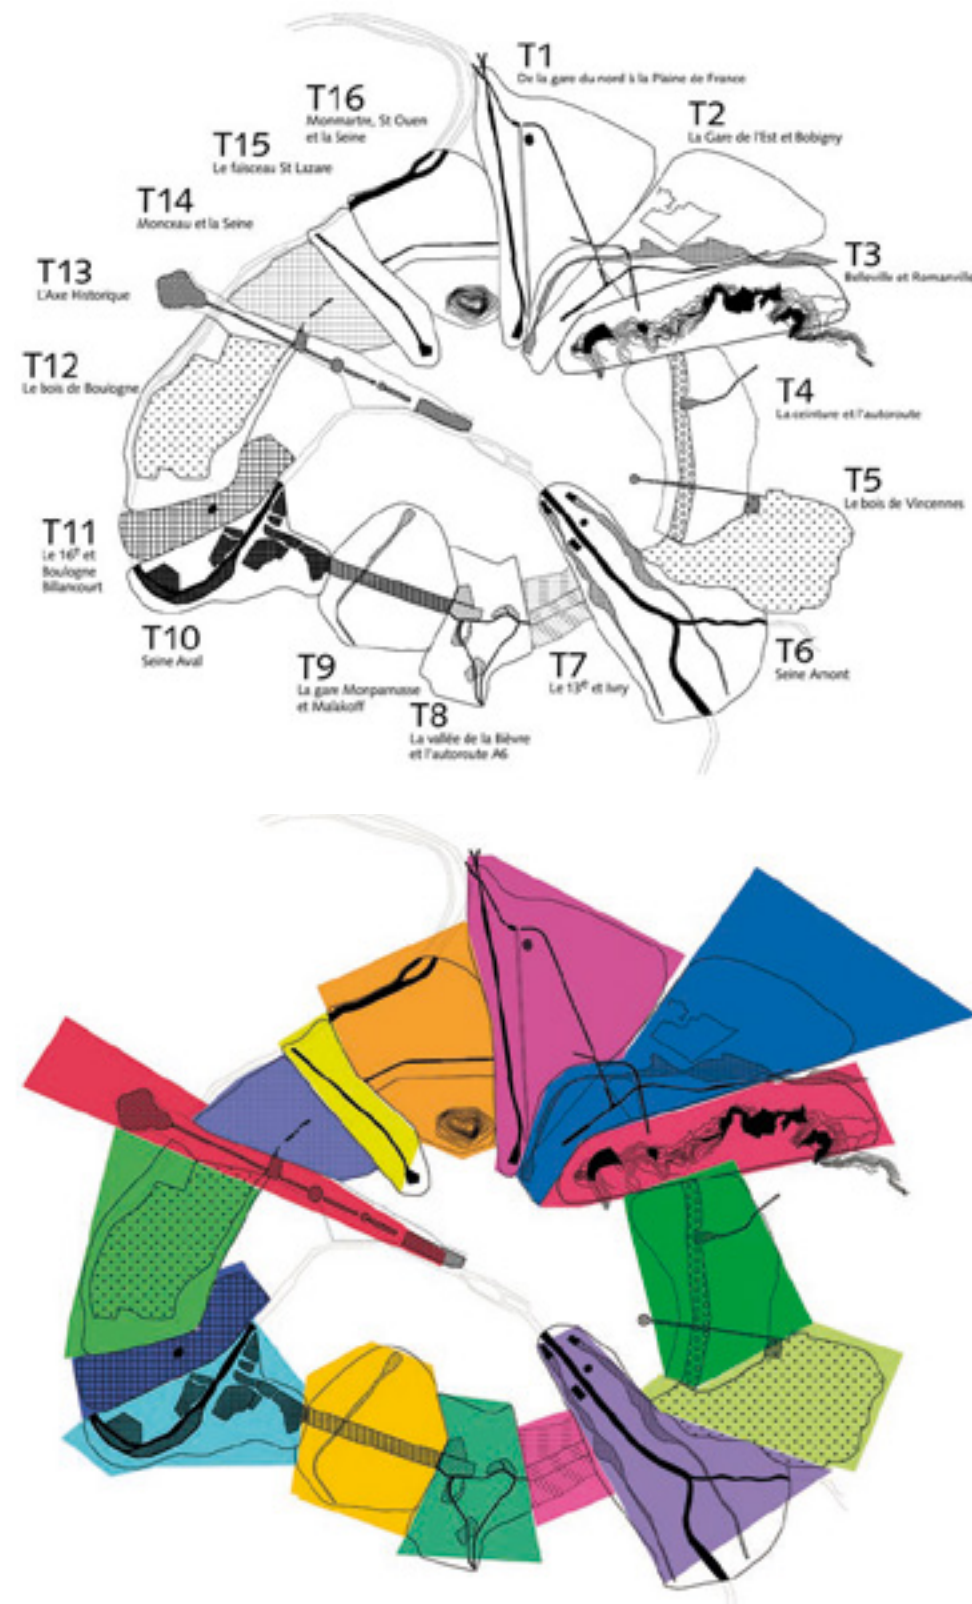 T1
De la gare du nord à la Plaine de France
T2
La Gare de l'Est et Bobigny
T3
Belleville et Romanville
T4
La ceinture et l'autoroute
T5
Le bois de Vincennes
T6
Seine Amont
T7
Le 13et et Ivry
T8
La vallée de la Bièvre
et l'autoroute A6
T9
La gare Monparnasse
et Malakoff
T10
Seine Aval
T11
Le 16e et
Boulogne
Billancourt
T12
Le bois de Boulogne
T13
L'Axe Historique
T14
Monceau et la Seine
T15
Le faisceau St Lazare
T16
Monmartre, St Ouen
et la Seine